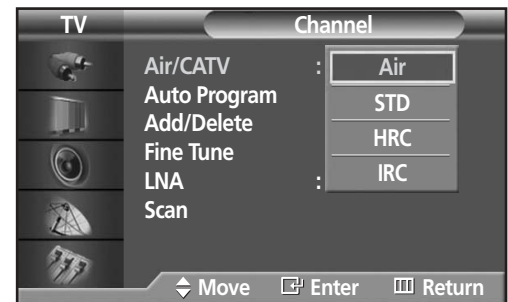 TV Channel
Air/CATV : Air
Auto Program STD
Add/Delete
HRC
Fine Tune
LNA : IRC
Scan
Move Enter Return